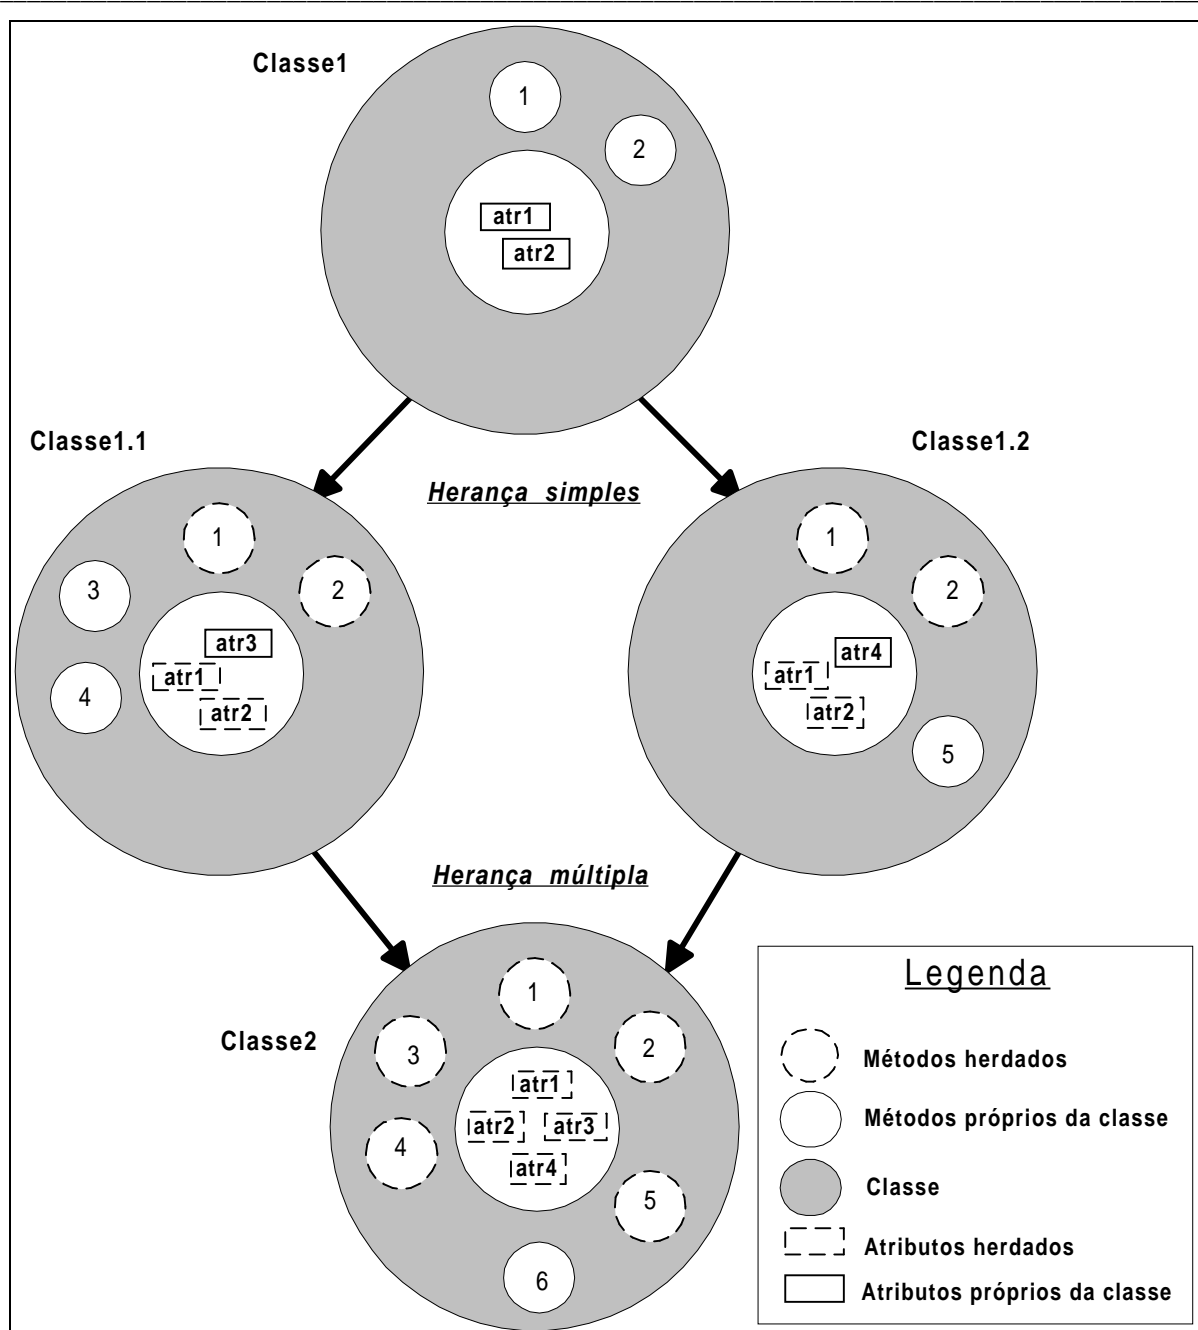 Classe1
1
2
atr1
atr2
Classe1.1
Classe1.2
Herança simples
1
2
3
4
atr3
atr1
atr2
1
2
atr4
atr1
atr2
5
Herança múltipla
Classe2
1
2
3
4
atr1
atr2
atr3
atr4
5
6
Legenda
Métodos herdados
Métodos próprios da classe
Classe
Atributos herdados
Atributos próprios da classe